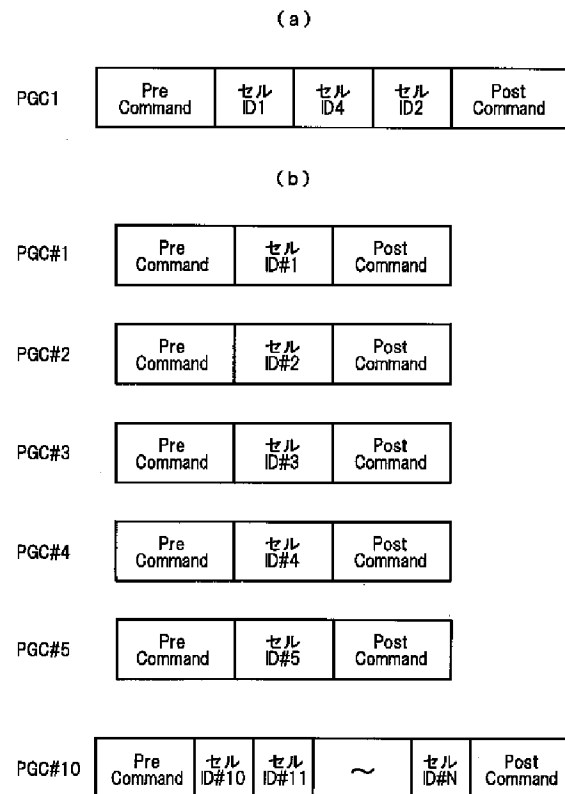 (a)
PGC1
Pre
Command
セル
ID1
セル
ID4
セル
ID2
Post
Command
(b)
PGC#1
Pre
Command
セル
ID#1
Post
Command
PGC#2
Pre
Command
セル
ID#2
Post
Command
PGC#3
Pre
Command
セル
ID#3
Post
Command
PGC#4
Pre
Command
セル
ID#4
Post
Command
PGC#5
Pre
Command
セル
ID#5
Post
Command
PGC#10
Pre
Command
セル
ID#10
セル
ID#11
～
セル
ID#N
Post
Command